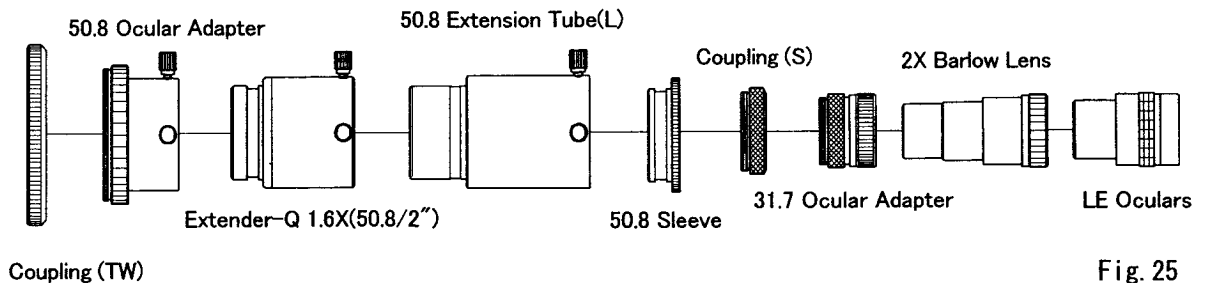 50.8 Ocular Adapter
50.8 Extension Tube(L)
Coupling (S)
2X Barlow Lens
Extender-Q 1.6X(50.8/2″)
50.8 Sleeve
31.7 Ocular Adapter
LE Oculars
Coupling (TW)
Fig. 25